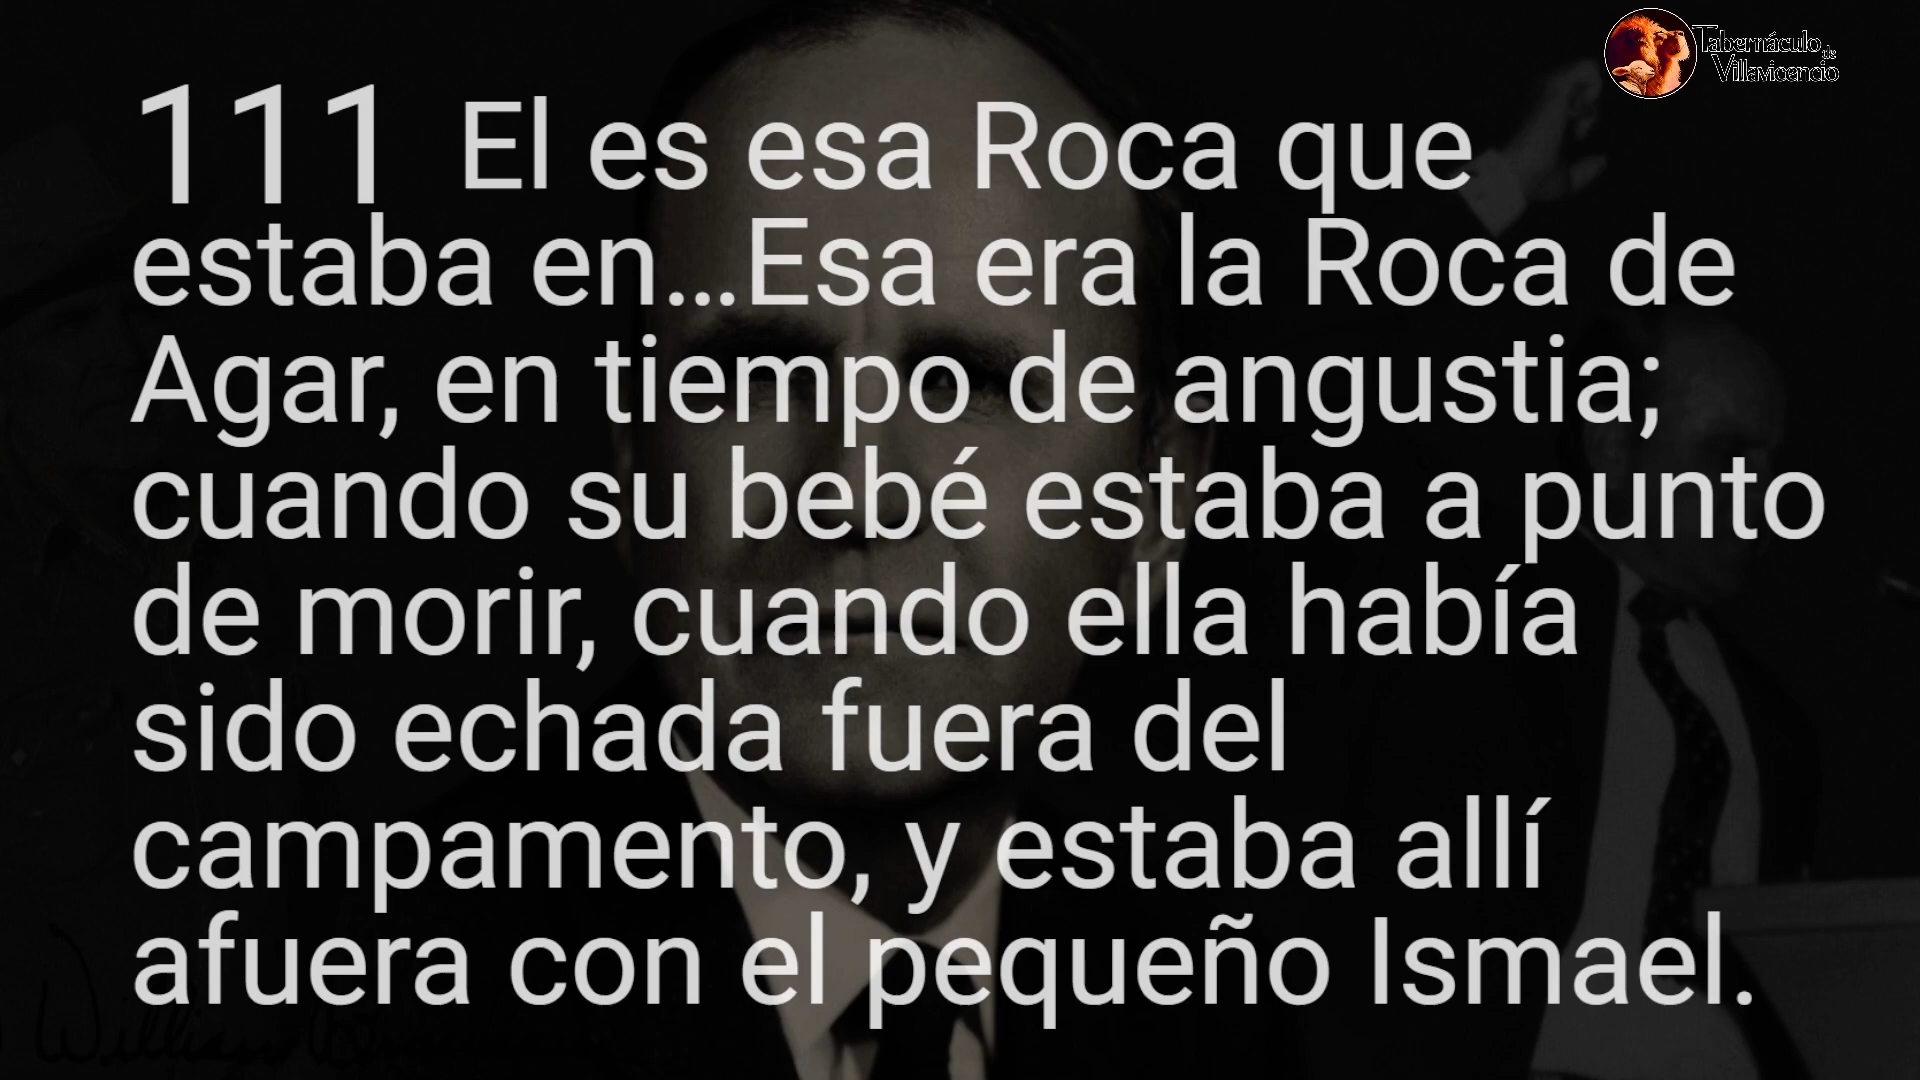 Tabernáculo
de
Villavicencio
111 El es esa Roca que
estaba en...Esa era la Roca de
Agar, en tiempo de angustia;
cuando su bebé estaba a punto
de morir, cuando ella había
sido echada fuera del
campamento, y estaba allí
afuera con el pequeño Ismael.
William